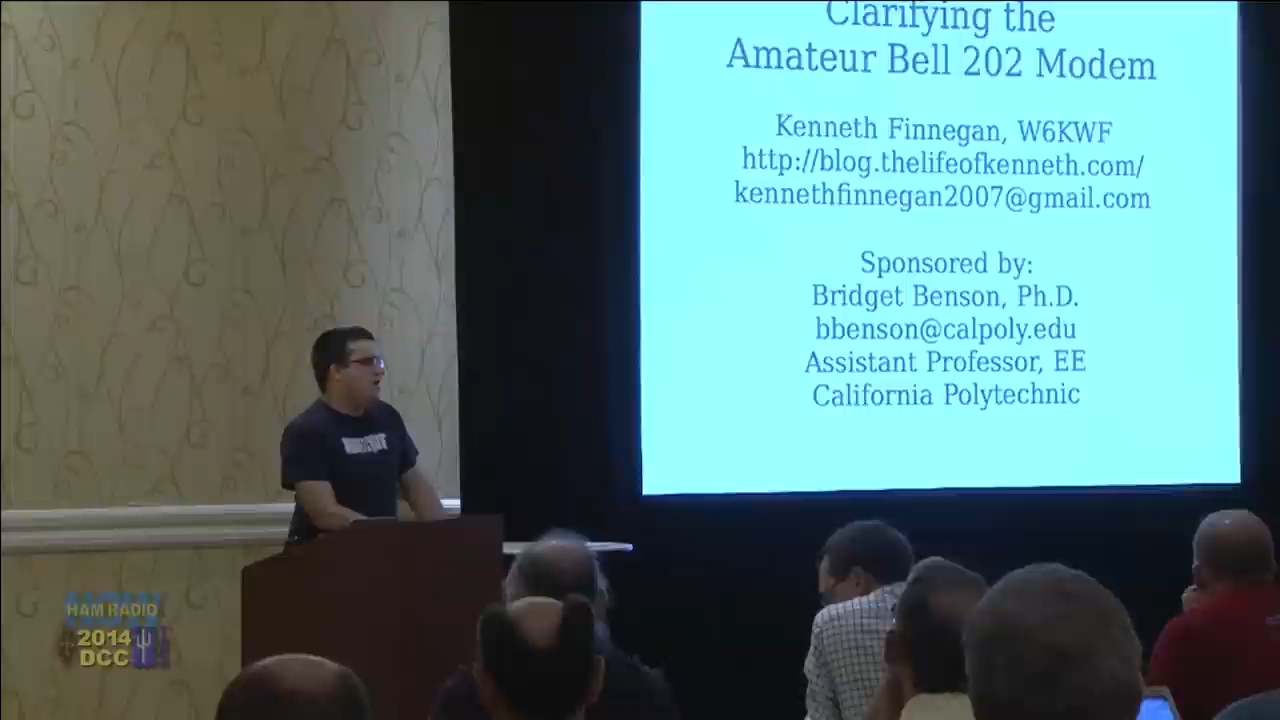 Clarifying the
Amateur Bell 202 Modem
Kenneth Finnegan, W6KWF
http://blog.thelifeofkenneth.com/
kennethfinnegan2007@gmail.com
Sponsored by:
Bridget Benson, Ph.D.
bbenson@calpoly.edu
Assistant Professor, EE
California Polytechnic
HAM RADIO
2014
DCC